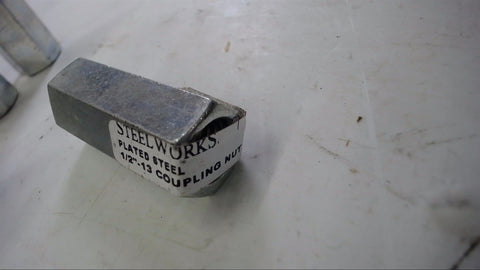 STEELWORKS
PLATED STEEL
1/2"-13 COUPLING NUT